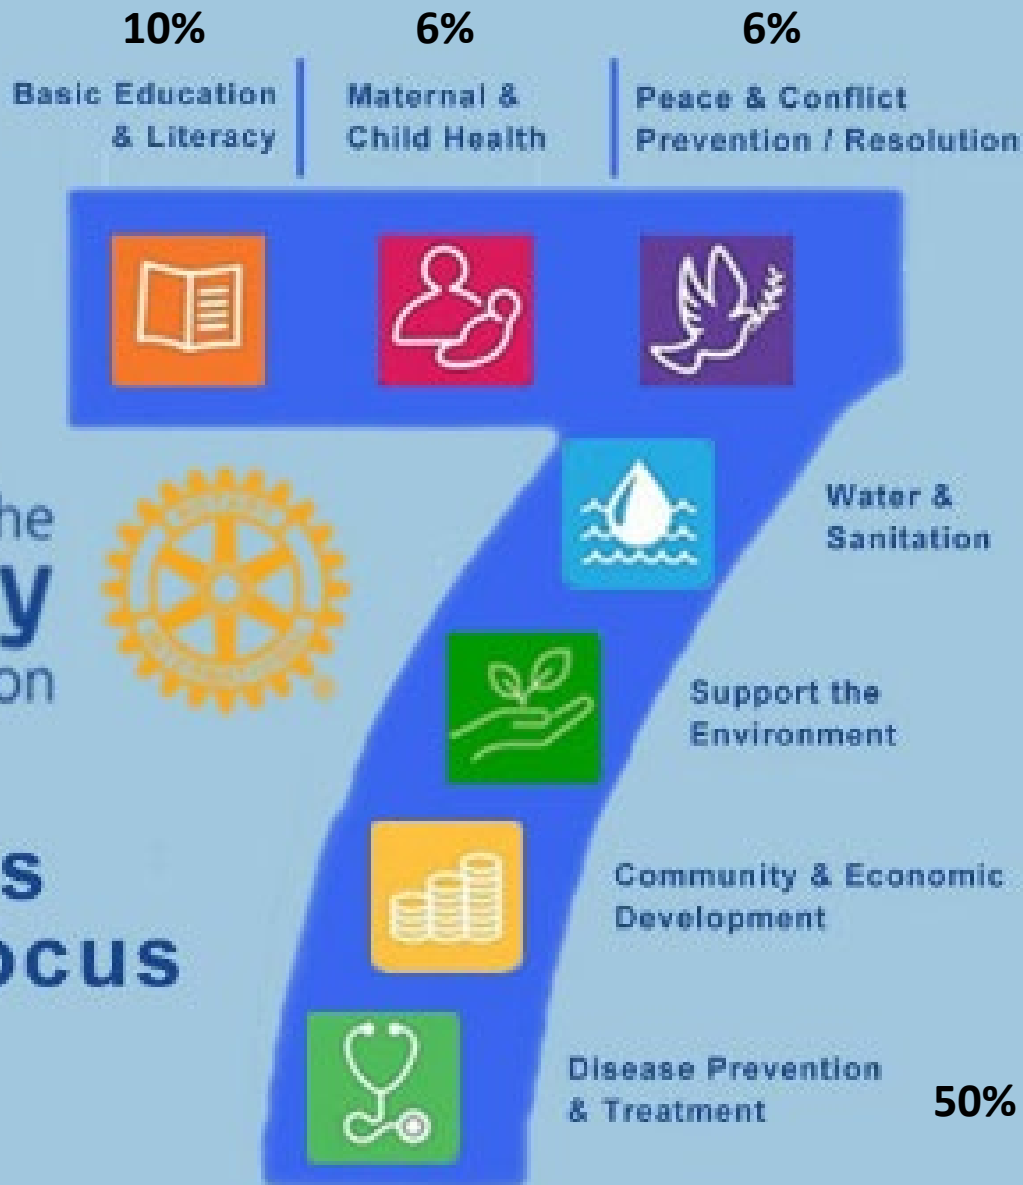 10% 6% 6%
Basic Education
& Literacy
Maternal &
Child Health
Peace & Conflict
Prevention / Resolution
Water &
Sanitation
he
y
on
Support the
Environment
Community & Economic
Development
s
ocus
Disease Prevention
& Treatment
50%